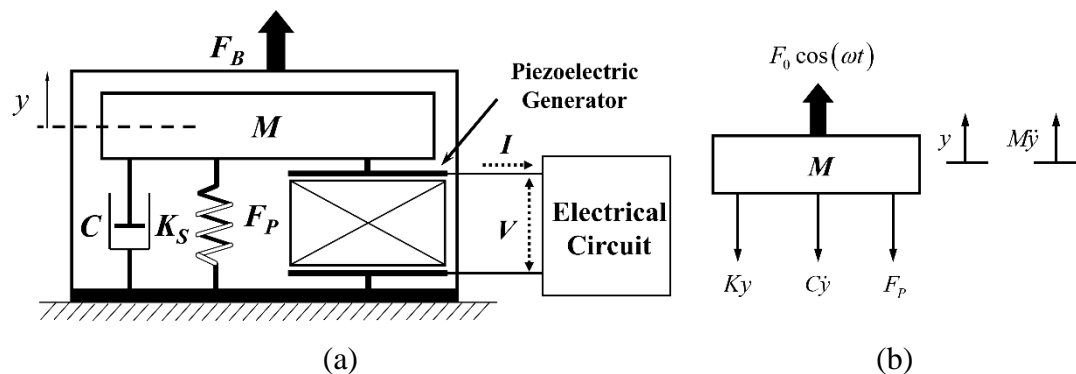 F_B
y
M
C
K_S
F_P
Piezoelectric
Generator
I
V
Electrical
Circuit
(a)
F_0 cos(ωt)
M
y
Mÿ
Ky
Cẏ
F_P
(b)